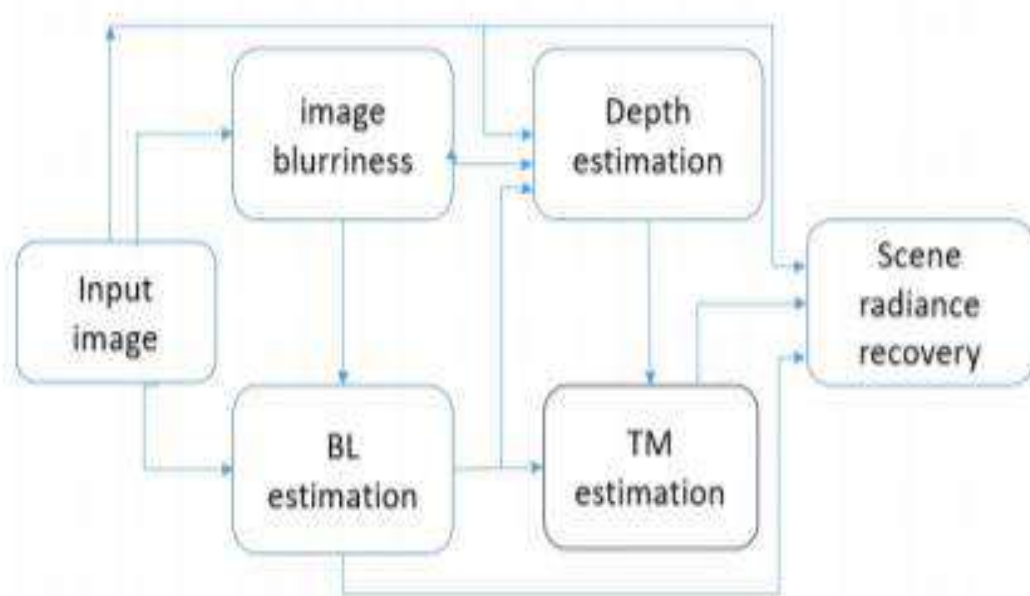 image
blurriness
Depth
estimation
Input
image
Scene
radiance
recovery
BL
estimation
TM
estimation